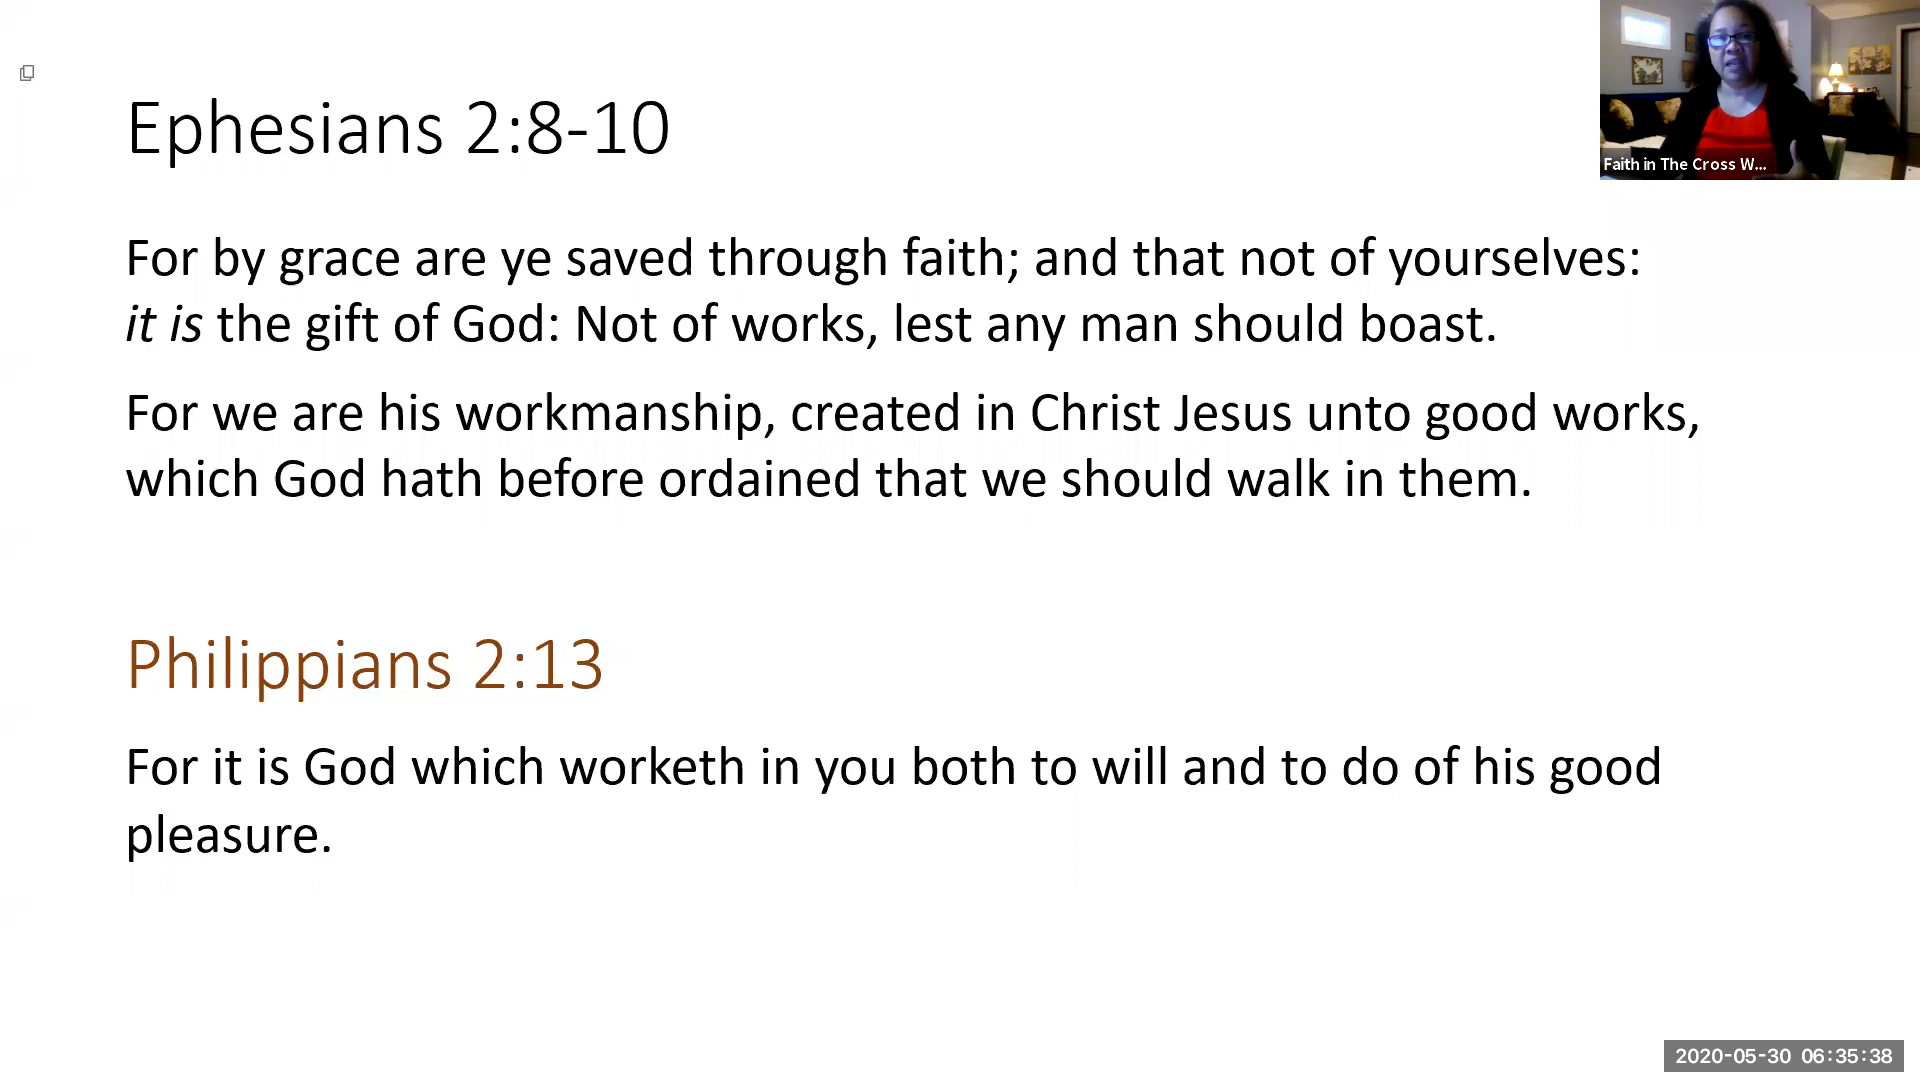 Ephesians 2:8-10
Faith in The Cross W...
For by grace are ye saved through faith; and that not of yourselves:
it is the gift of God: Not of works, lest any man should boast.
For we are his workmanship, created in Christ Jesus unto good works,
which God hath before ordained that we should walk in them.
Philippians 2:13
For it is God which worketh in you both to will and to do of his good
pleasure.
2020-05-30 06:35:38